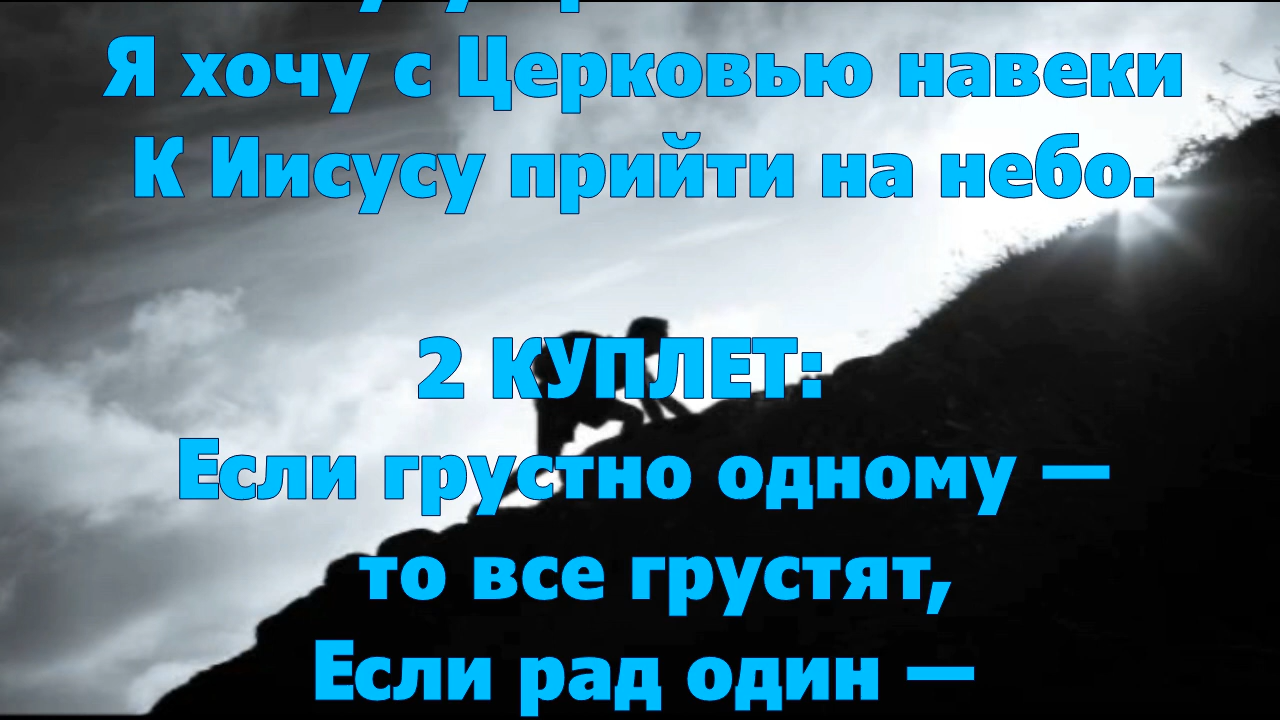 Я хочу с Церковью навеки
К Иисусу прийти на небо.
2 КУПЛЕТ:
Если грустно одному —
то все грустят,
Если рад один —